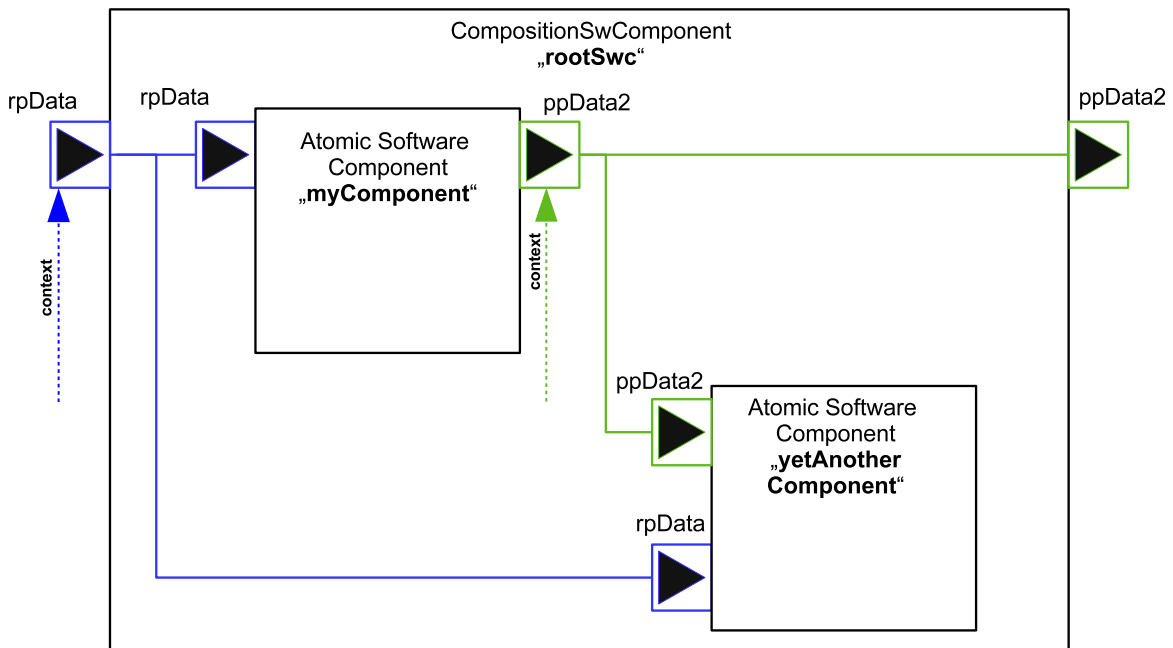 CompositionSwComponent
„rootSwc“
rpData
rpData
ppData2
ppData2
Atomic Software
Component
„myComponent“
context
context
ppData2
Atomic Software
Component
„yetAnother
Component“
rpData